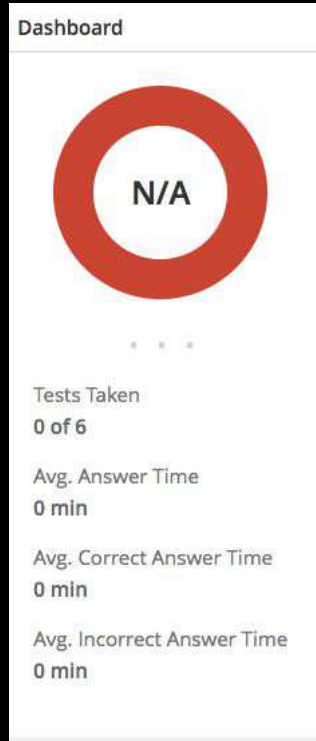 Dashboard
N/A
Tests Taken
0 of 6
Avg. Answer Time
0 min
Avg. Correct Answer Time
0 min
Avg. Incorrect Answer Time
0 min